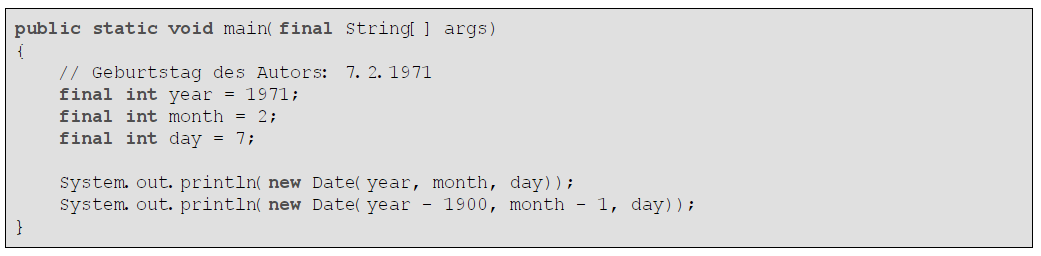 public static void main(final String[] args)
{
    // Geburtstag des Autors: 7.2.1971
    final int year = 1971;
    final int month = 2;
    final int day = 7;

    System.out.println(new Date(year, month, day));
    System.out.println(new Date(year - 1900, month - 1, day));
}